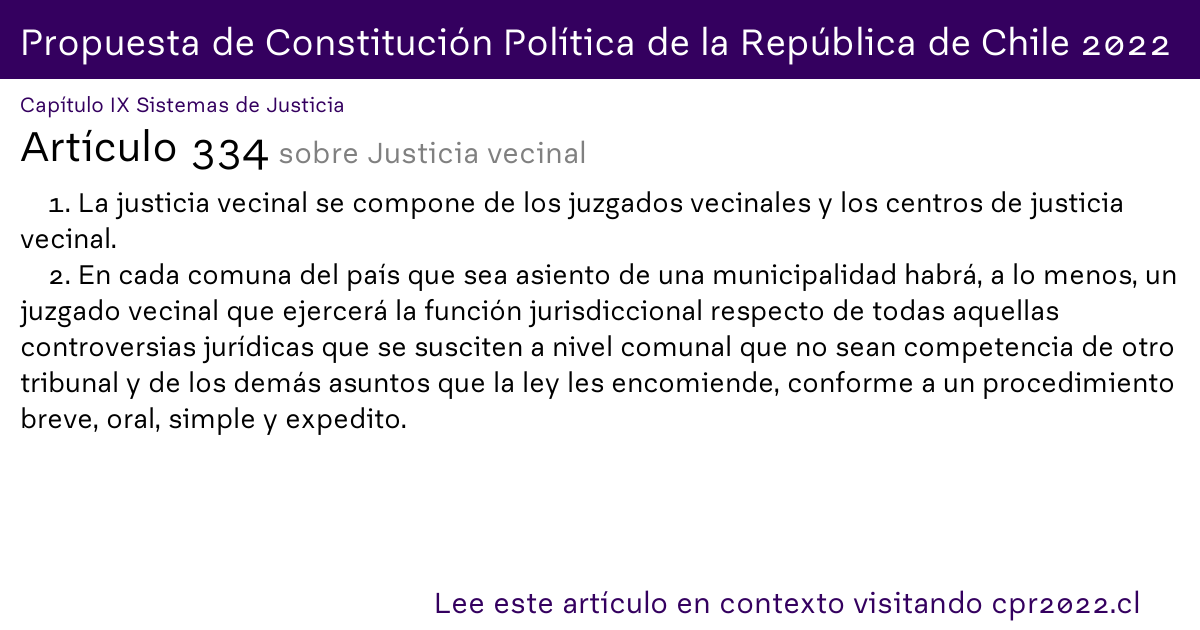 Propuesta de Constitución Política de la República de Chile 2022
Capítulo IX Sistemas de Justicia
Artículo 334 sobre Justicia vecinal
1. La justicia vecinal se compone de los juzgados vecinales y los centros de justicia
vecinal.
2. En cada comuna del país que sea asiento de una municipalidad habrá, a lo menos, un
juzgado vecinal que ejercerá la función jurisdiccional respecto de todas aquellas
controversias jurídicas que se susciten a nivel comunal que no sean competencia de otro
tribunal y de los demás asuntos que la ley les encomiende, conforme a un procedimiento
breve, oral, simple y expedito.
Lee este artículo en contexto visitando cpr2022.cl